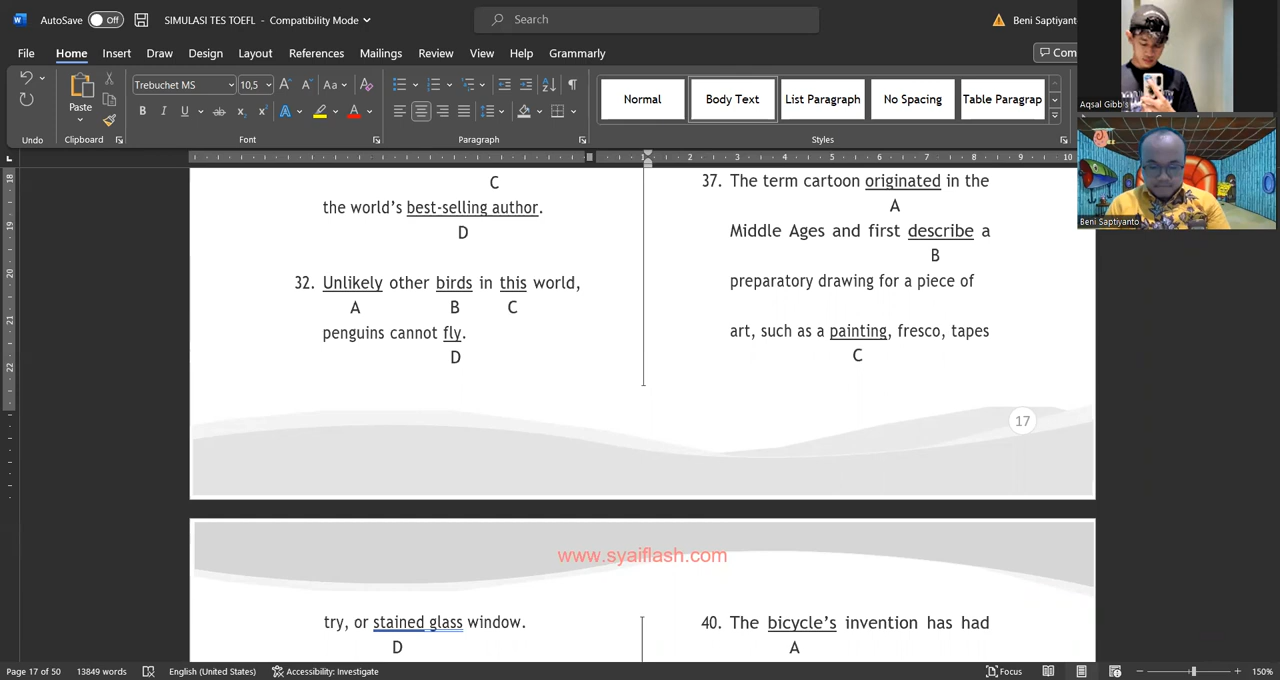 AutoSave Off SIMULASI TES TOEFL - Compatibility Mode Search Beni Saptiyanto
File Home Insert Draw Design Layout References Mailings Review View Help Grammarly Com
Paste Trebuchet MS 10,5 Aa Normal Body Text List Paragraph No Spacing Table Paragrap
Undo Clipboard Font Paragraph Styles
Aqsal Gibb's
Beni Saptiyanto
C
the world's best-selling author.
D
32. Unlikely other birds in this world,
A B C
penguins cannot fly.
D
37. The term cartoon originated in the
A
Middle Ages and first describe a
B
preparatory drawing for a piece of
art, such as a painting, fresco, tapes
C
17
www.syaiflash.com
try, or stained glass window.
D
40. The bicycle's invention has had
A
Page 17 of 50 13849 words English (United States) Accessibility: Investigate Focus 150%